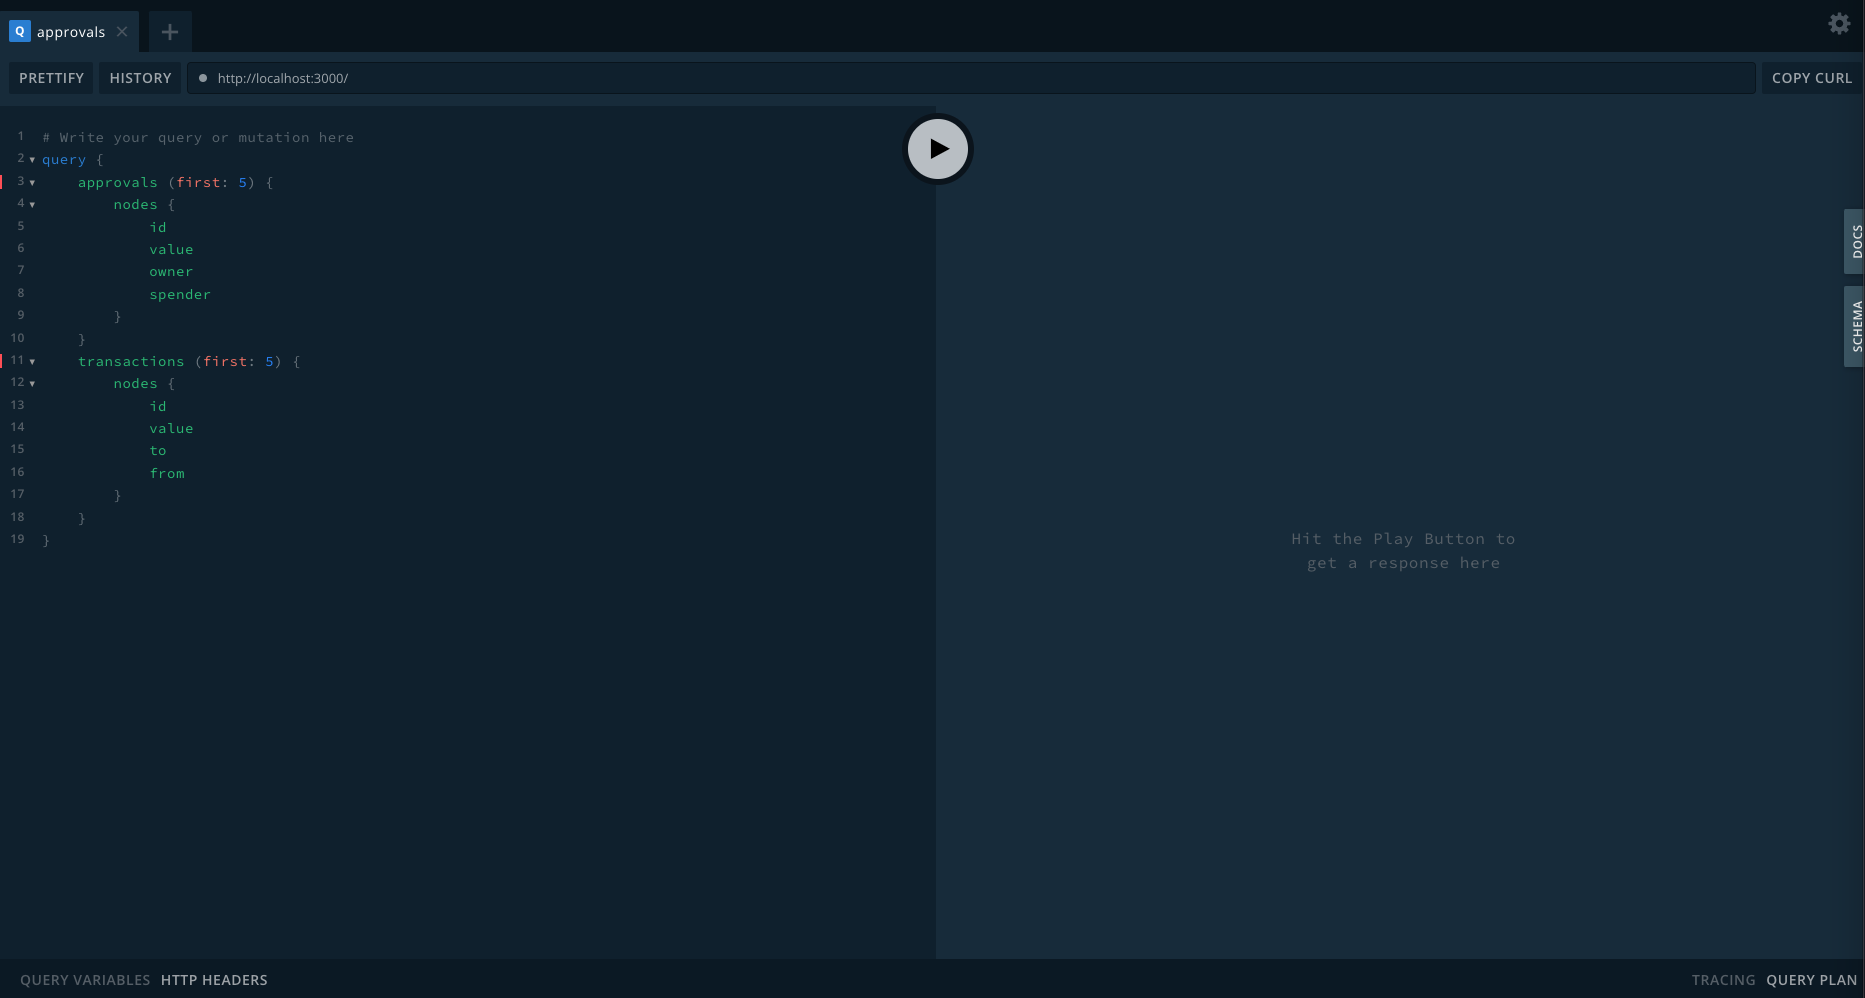 Q approvals
PRETTIFY HISTORY http://localhost:3000/ COPY CURL
1 # Write your query or mutation here
2 query {
3 approvals (first: 5) {
4 nodes {
5 id
6 value
7 owner
8 spender
9 }
10 }
11 transactions (first: 5) {
12 nodes {
13 id
14 value
15 to
16 from
17 }
18 }
19 }
Hit the Play Button to
get a response here
DOCS
SCHEMA
QUERY VARIABLES HTTP HEADERS
TRACING QUERY PLAN